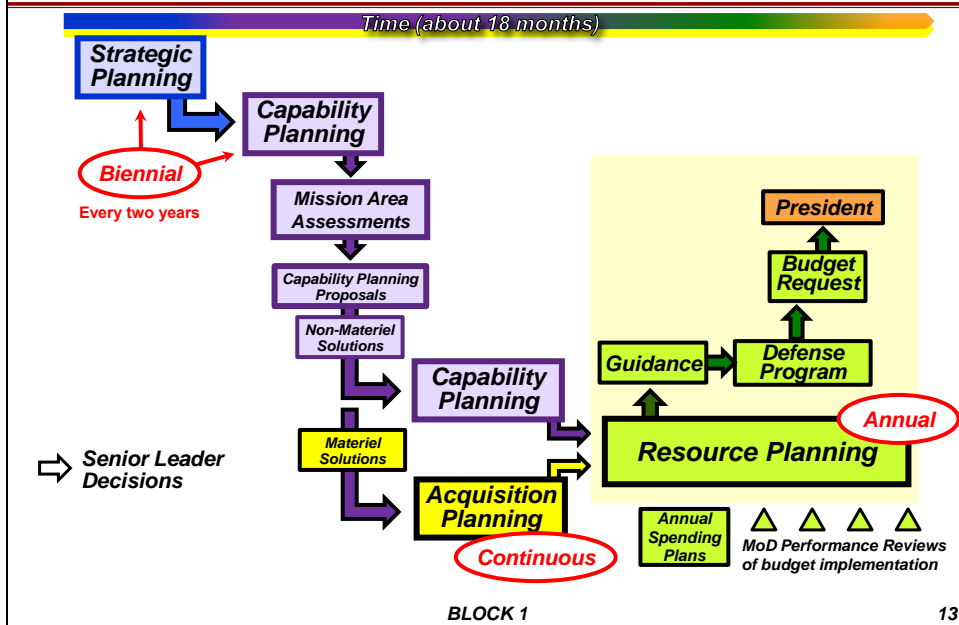 Time (about 18 months)
Strategic
Planning
Capability
Planning
Biennial
Every two years
Mission Area
Assessments
Capability Planning
Proposals
Non-Materiel
Solutions
Capability
Planning
Materiel
Solutions
Acquisition
Planning
Continuous
Senior Leader
Decisions
President
Budget
Request
Guidance
Defense
Program
Annual
Resource Planning
Annual
Spending
Plans
MoD Performance Reviews
of budget implementation
BLOCK 1
13